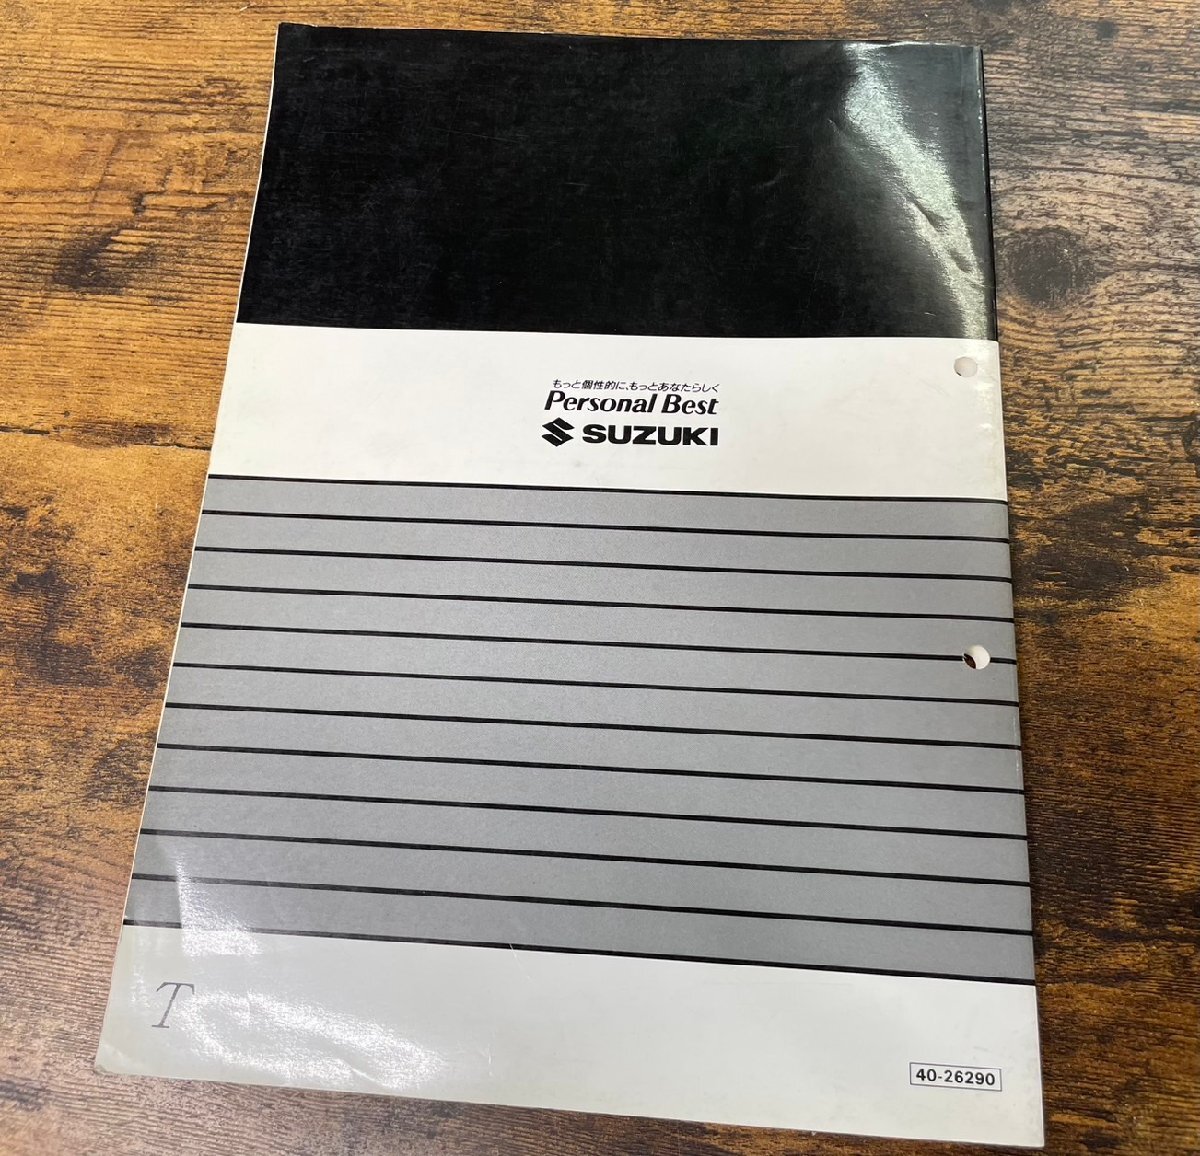 もっと個性的に、もっとあなたらしく
Personal Best
SUZUKI
T
40-26290